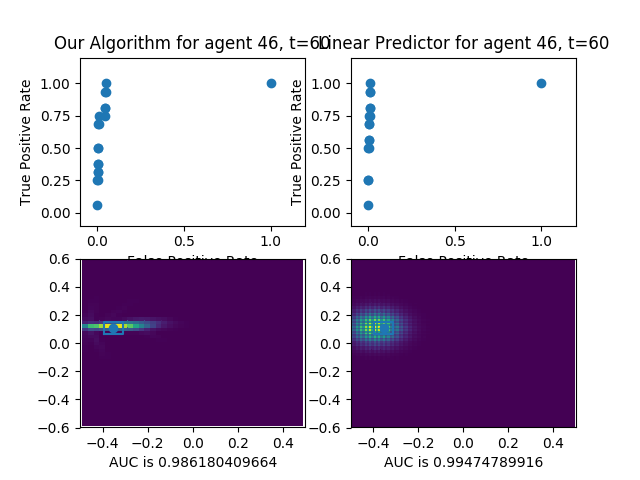 Our Algorithm for agent 46, t=60
Linear Predictor for agent 46, t=60
True Positive Rate
1.00
0.75
0.50
0.25
0.00
0.0 0.5 1.0
False Positive Rate
True Positive Rate
1.00
0.75
0.50
0.25
0.00
0.0 0.5 1.0
False Positive Rate
0.6
0.4
0.2
0.0
−0.2
−0.4
−0.6
−0.4 −0.2 0.0 0.2 0.4
AUC is 0.986180409664
0.6
0.4
0.2
0.0
−0.2
−0.4
−0.6
−0.4 −0.2 0.0 0.2 0.4
AUC is 0.99474789916